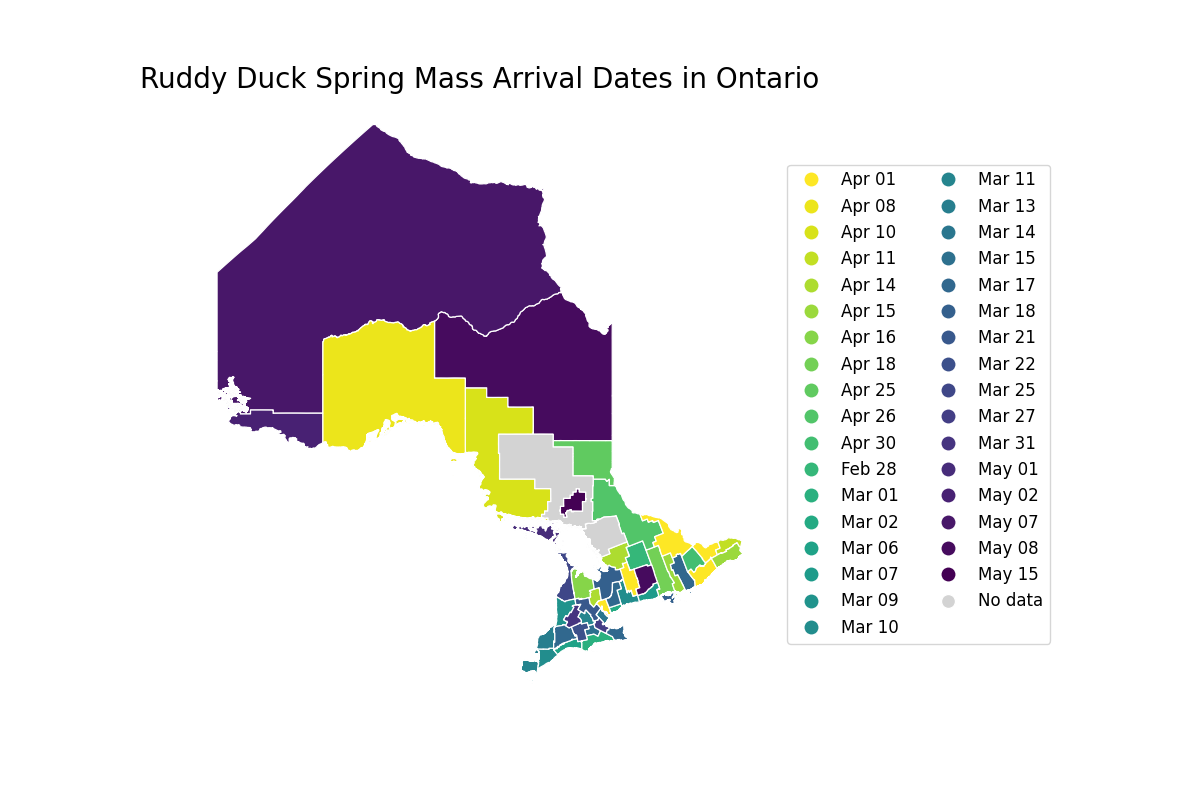 Ruddy Duck Spring Mass Arrival Dates in Ontario
Apr 01
Apr 08
Apr 10
Apr 11
Apr 14
Apr 15
Apr 16
Apr 18
Apr 25
Apr 26
Apr 30
Feb 28
Mar 01
Mar 02
Mar 06
Mar 07
Mar 09
Mar 10
Mar 11
Mar 13
Mar 14
Mar 15
Mar 17
Mar 18
Mar 21
Mar 22
Mar 25
Mar 27
Mar 31
May 01
May 02
May 07
May 08
May 15
No data